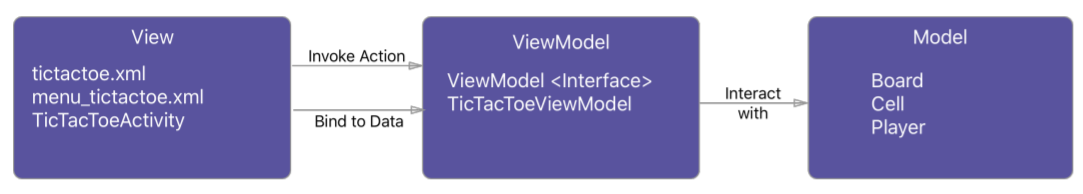 View
tictactoe.xml
menu_tictactoe.xml
TicTacToeActivity
Invoke Action
Bind to Data
ViewModel
ViewModel <Interface>
TicTacToeViewModel
Interact
with
Model
Board
Cell
Player